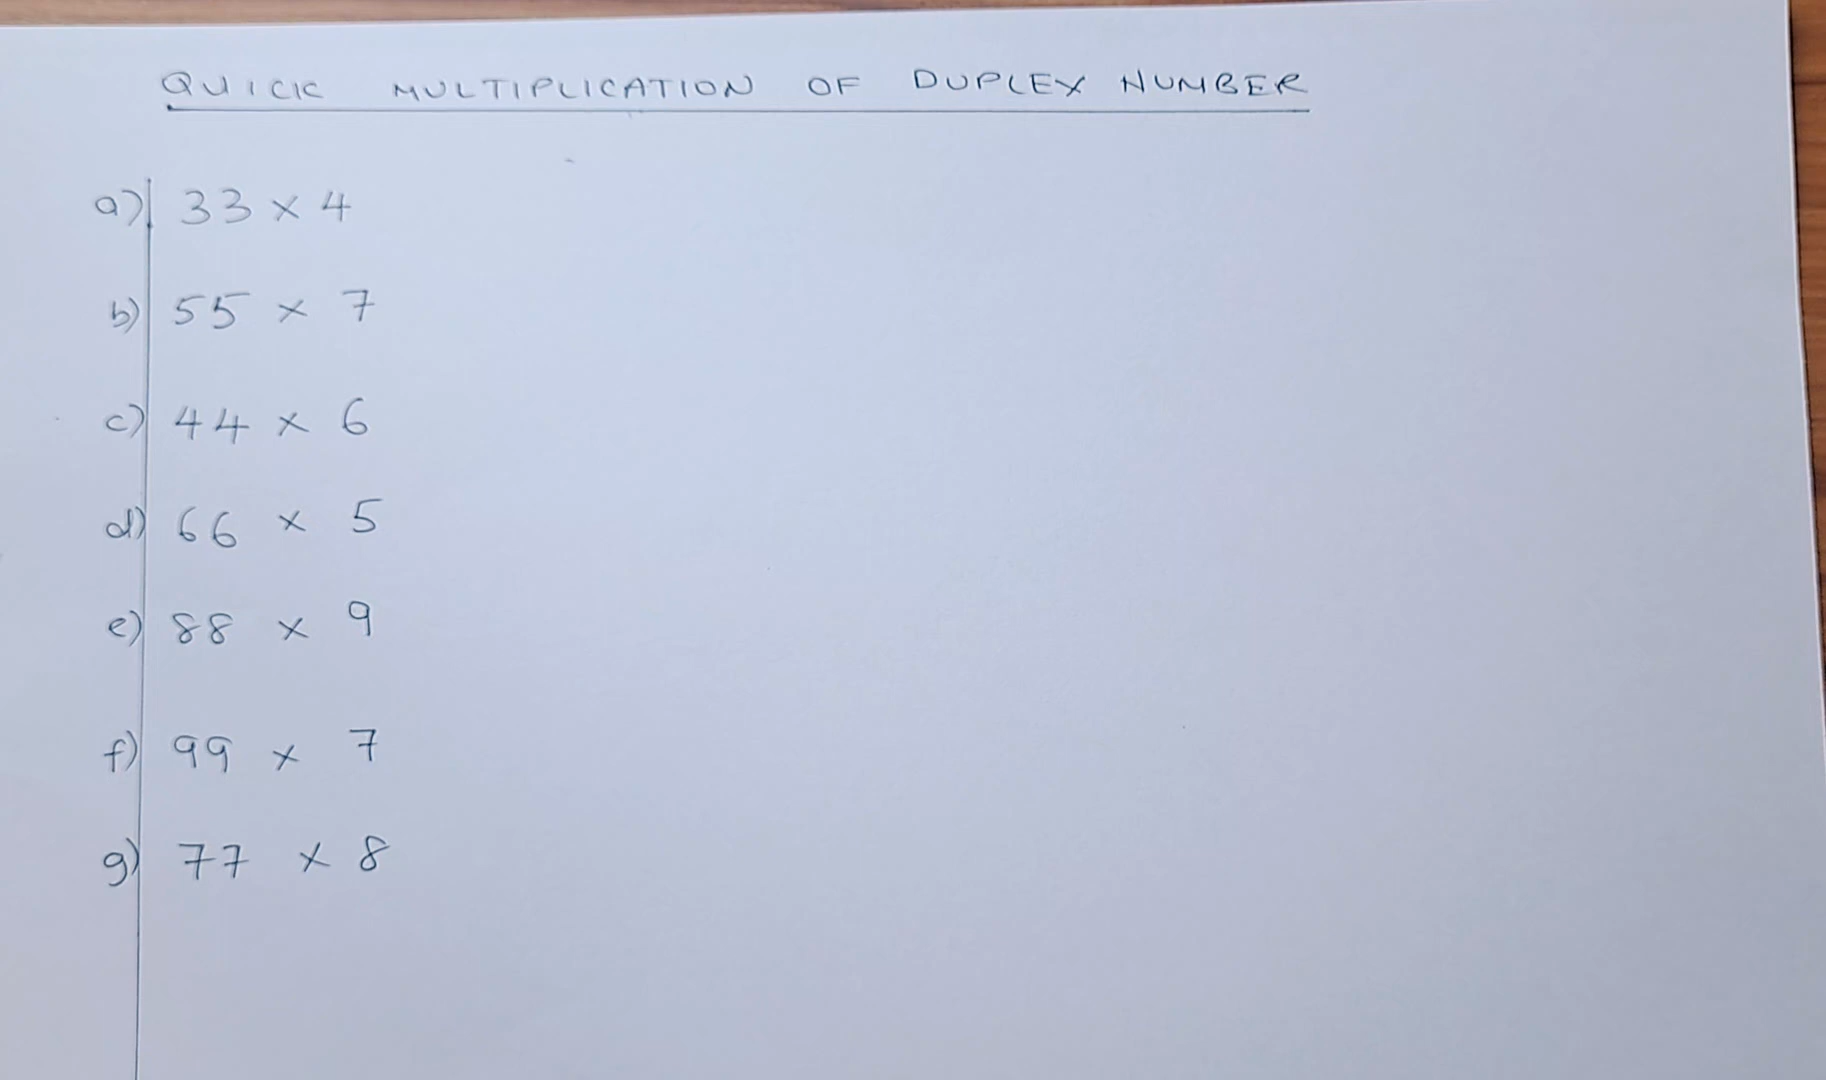 QUICK MULTIPLICATION OF DUPLEX NUMBER
a) 33 × 4
b) 55 × 7
c) 44 × 6
d) 66 × 5
e) 88 × 9
f) 99 × 7
g) 77 × 8